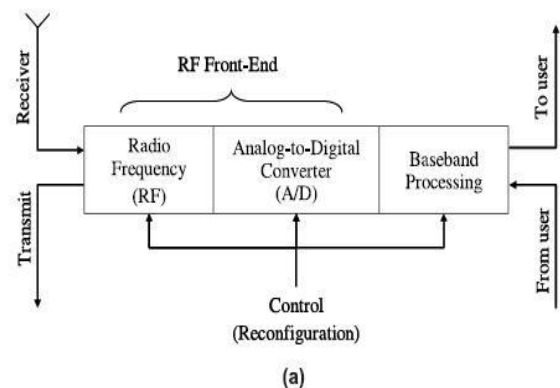 RF Front-End
Receiver
To user
Radio
Frequency
(RF)
Analog-to-Digital
Converter
(A/D)
Baseband
Processing
Transmit
From user
Control
(Reconfiguration)
(a)